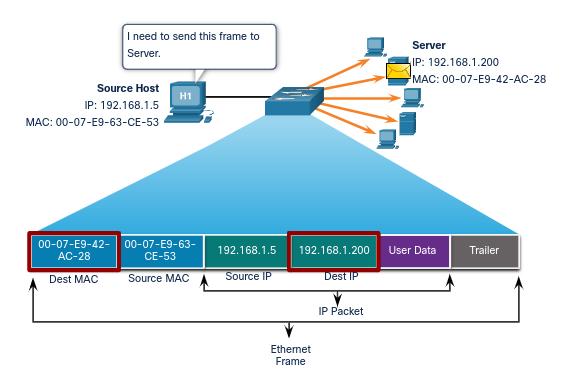 I need to send this frame to
Server.
Server
IP: 192.168.1.200
MAC: 00-07-E9-42-AC-28
Source Host
IP: 192.168.1.5
MAC: 00-07-E9-63-CE-53
H1
00-07-E9-42-
AC-28
00-07-E9-63-
CE-53
192.168.1.5
192.168.1.200
User Data
Trailer
Dest MAC
Source MAC
Source IP
Dest IP
IP Packet
Ethernet
Frame